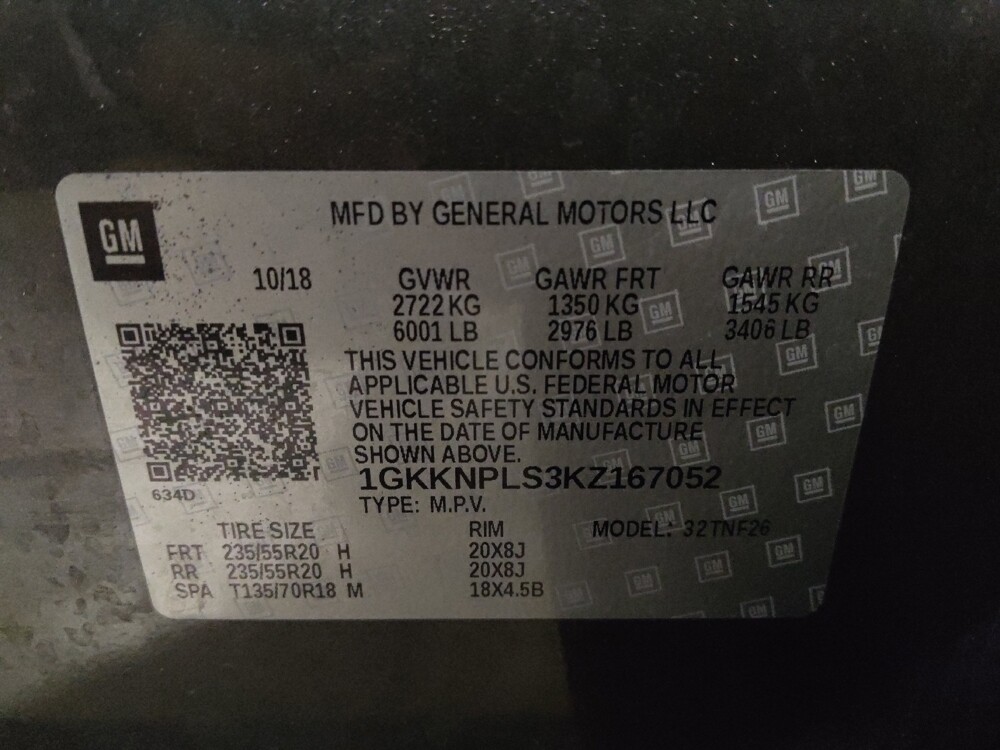 GM
MFD BY GENERAL MOTORS LLC
10/18 GVWR GAWR FRT GAWR RR
2722 KG 1350 KG 1545 KG
6001 LB 2976 LB 3406 LB
THIS VEHICLE CONFORMS TO ALL
APPLICABLE U.S. FEDERAL MOTOR
VEHICLE SAFETY STANDARDS IN EFFECT
ON THE DATE OF MANUFACTURE
SHOWN ABOVE.
1GKKNPLS3KZ167052
634D
TYPE: M.P.V.
TIRE SIZE RIM MODEL: 32TNF26
FRT 235/55R20 H 20X8J
RR 235/55R20 H 20X8J
SPA T135/70R18 M 18X4.5B